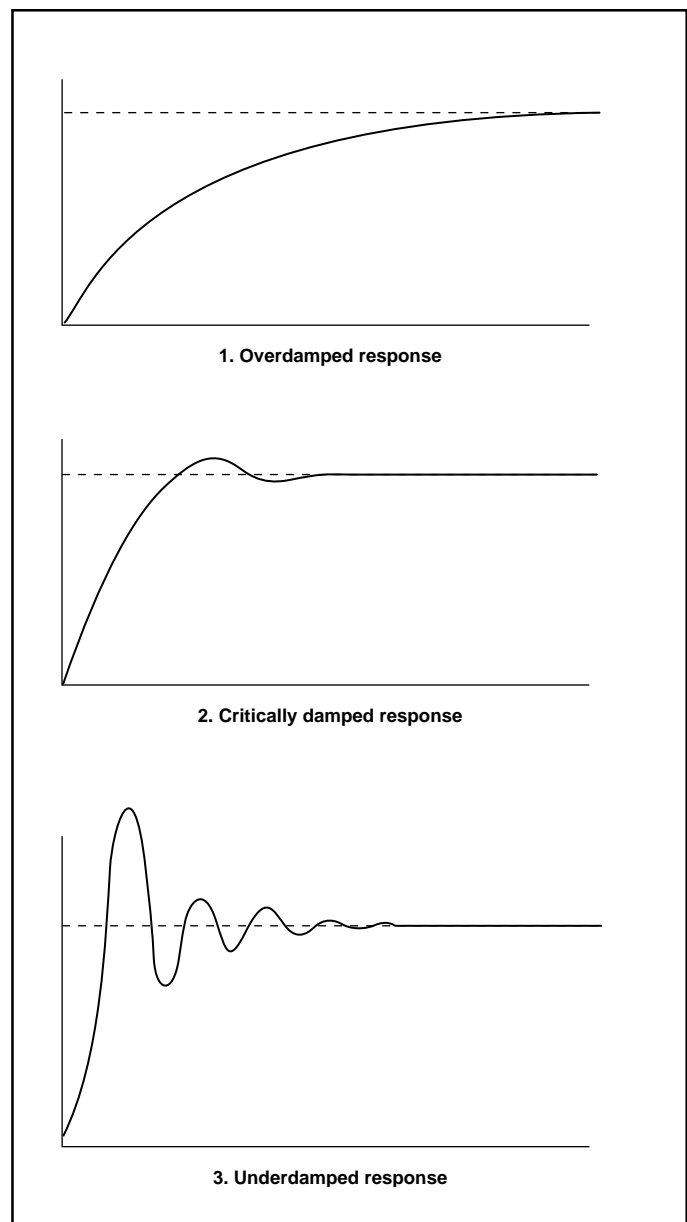 1. Overdamped response
2. Critically damped response
3. Underdamped response